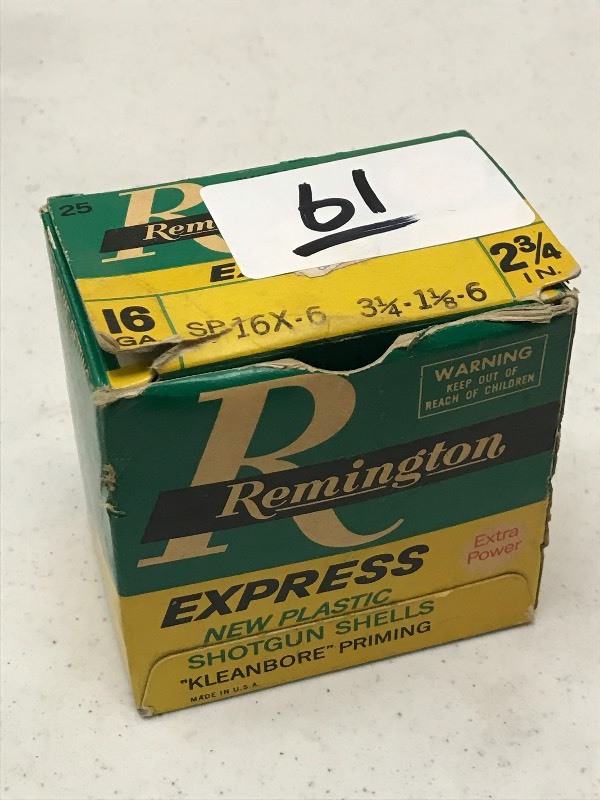 25
61
R
Rem
E
16
GA
SP 16X-6 3¼-1⅛-6
2¾
IN.
WARNING
KEEP OUT OF
REACH OF CHILDREN
R
Remington
Extra
Power
EXPRESS
NEW PLASTIC
SHOTGUN SHELLS
"KLEANBORE" PRIMING
MADE IN U.S.A.